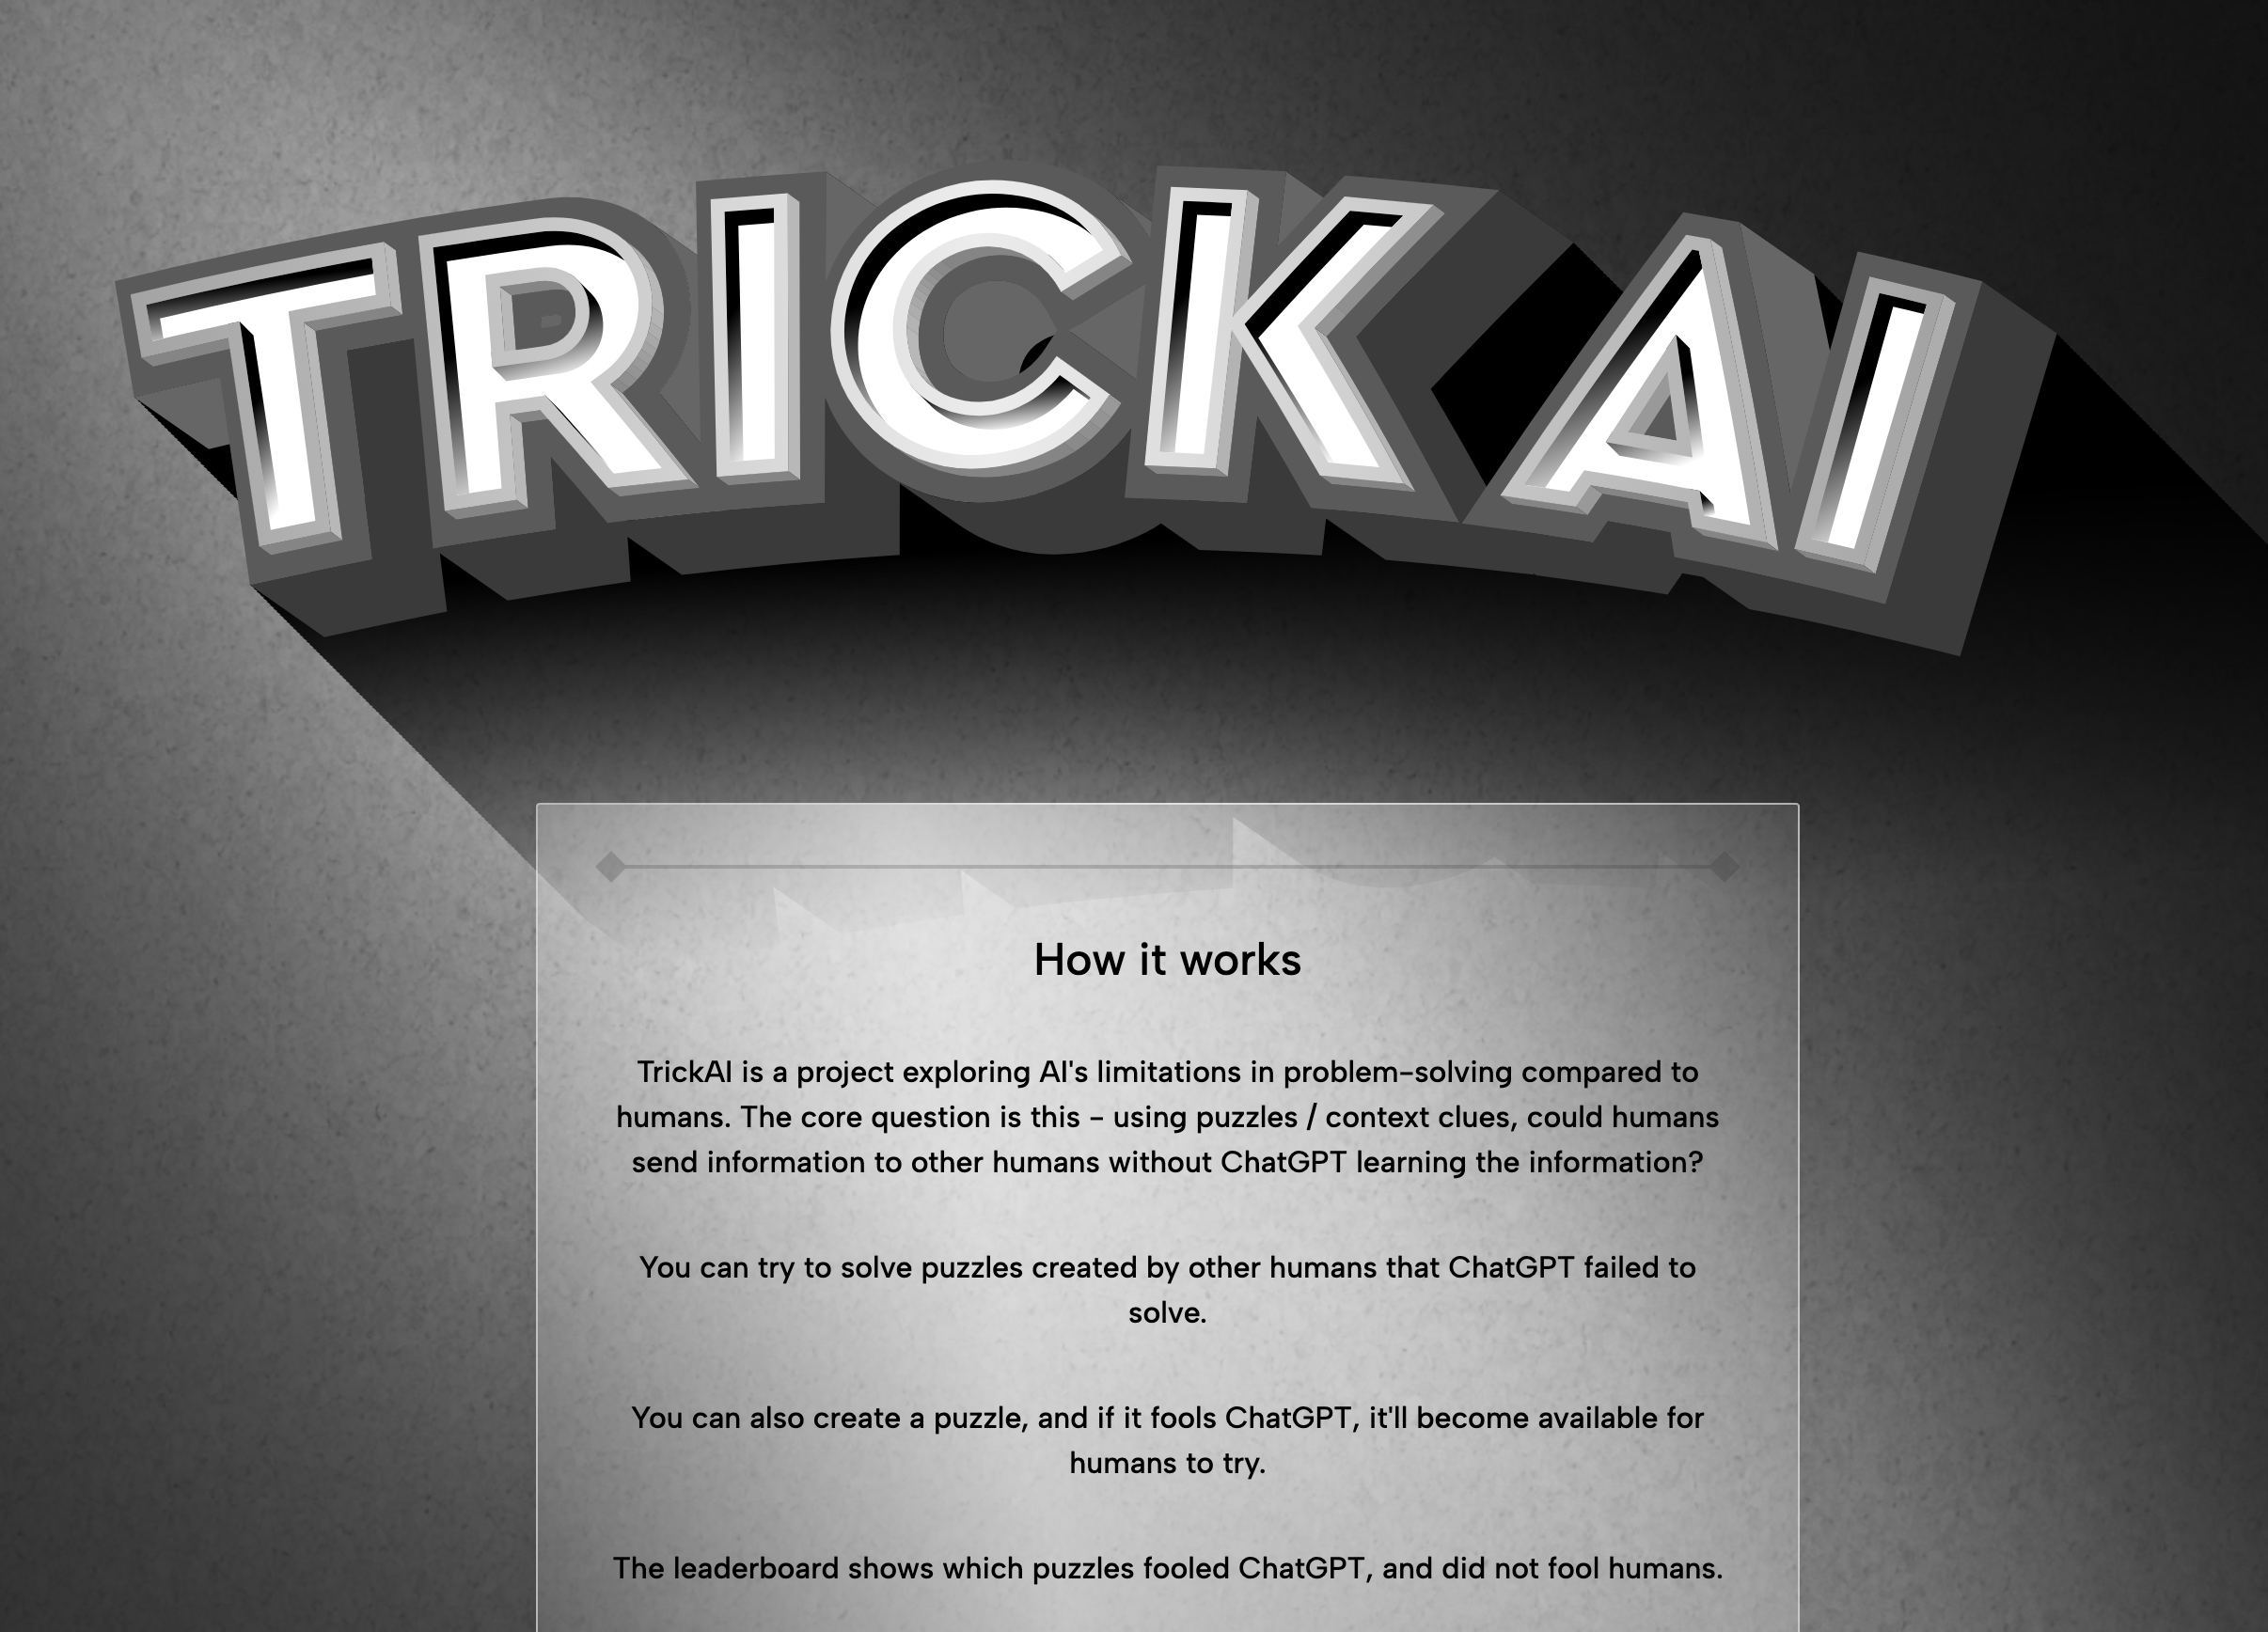 TRICK AI
How it works
TrickAI is a project exploring AI's limitations in problem-solving compared to
humans. The core question is this - using puzzles / context clues, could humans
send information to other humans without ChatGPT learning the information?
You can try to solve puzzles created by other humans that ChatGPT failed to
solve.
You can also create a puzzle, and if it fools ChatGPT, it'll become available for
humans to try.
The leaderboard shows which puzzles fooled ChatGPT, and did not fool humans.